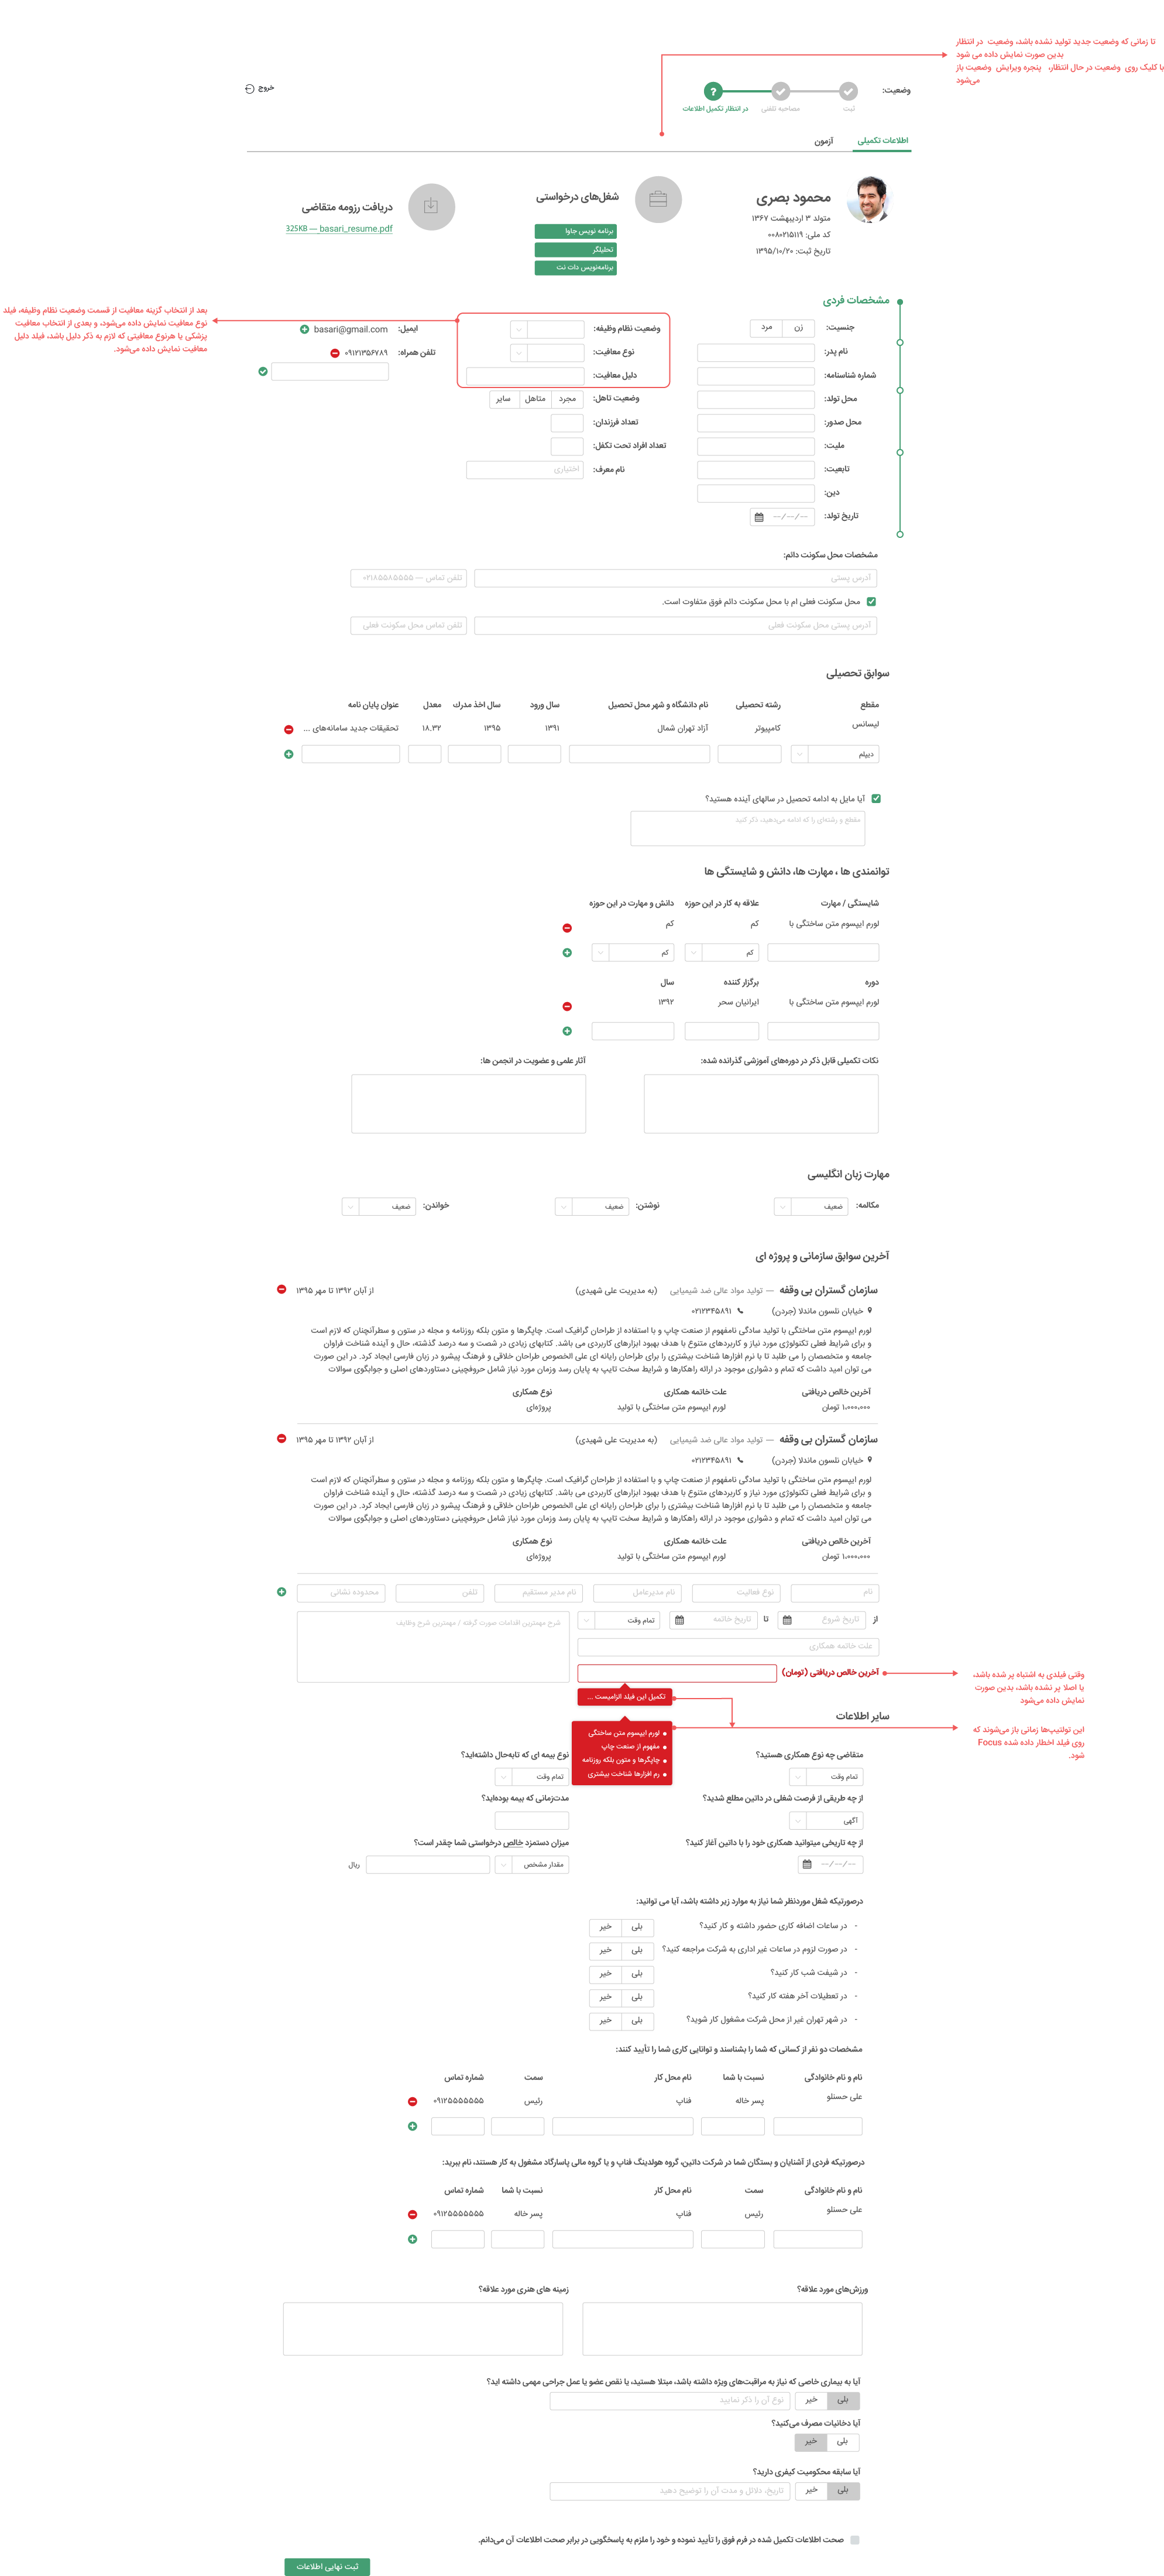 تا زمانی که وضعیت جدید تولید نشده باشد، وضعیت در انتظار
بدین صورت نمایش داده می شود
با کلیک روی وضعیت در حال انتظار، پنجره ویرایش وضعیت باز
می‌شود
وضعیت:
ثبت
مصاحبه تلفنی
در انتظار تکمیل اطلاعات
خروج
اطلاعات تکمیلی
آزمون
محمود بصری
متولد ۳ اردیبهشت ۱۳۶۷
کد ملی: ۰۰۸۰۲۱۵۱۱۹
تاریخ ثبت: ۱۳۹۵/۱۰/۲۰
شغل‌های درخواستی
برنامه نویس جاوا
تحلیلگر
برنامه‌نویس دات نت
دریافت رزومه متقاضی
325KB — basari_resume.pdf
مشخصات فردی
جنسیت: زن مرد
نام پدر:
شماره شناسنامه:
محل تولد:
محل صدور:
ملیت:
تابعیت:
دین:
تاریخ تولد: --/--/--
وضعیت نظام وظیفه:
نوع معافیت:
دلیل معافیت:
وضعیت تاهل: مجرد متاهل سایر
تعداد فرزندان:
تعداد افراد تحت تکفل:
نام معرف: اختیاری
ایمیل: basari@gmail.com
تلفن همراه: ۰۹۱۲۱۳۵۶۷۸۹
بعد از انتخاب گزینه معافیت از قسمت وضعیت نظام وظیفه، فیلد
نوع معافیت نمایش داده می‌شود، و بعدی از انتخاب معافیت
پزشکی یا هرنوع معافیتی که لازم به ذکر دلیل باشد، فیلد دلیل
معافیت نمایش داده می‌شود.
مشخصات محل سکونت دائم:
آدرس پستی
تلفن تماس — ۰۲۱۸۵۵۸۵۵۵۵
محل سکونت فعلی ام با محل سکونت دائم فوق متفاوت است.
آدرس پستی محل سکونت فعلی
تلفن تماس محل سکونت فعلی
سوابق تحصیلی
مقطع رشته تحصیلی نام دانشگاه و شهر محل تحصیل سال ورود سال اخذ مدرک معدل عنوان پایان نامه
لیسانس کامپیوتر آزاد تهران شمال ۱۳۹۱ ۱۳۹۵ ۱۸.۳۲ تحقیقات جدید سامانه‌های ...
دیپلم
آیا مایل به ادامه تحصیل در سالهای آینده هستید؟
مقطع و رشته‌ای را که ادامه می‌دهید، ذکر کنید
توانمندی ها ، مهارت ها، دانش و شایستگی ها
شایستگی / مهارت علاقه به کار در این حوزه دانش و مهارت در این حوزه
لورم ایپسوم متن ساختگی با کم کم
کم کم
دوره برگزار کننده سال
لورم ایپسوم متن ساختگی با ایرانیان سحر ۱۳۹۲
نکات تکمیلی قابل ذکر در دوره‌های آموزشی گذرانده شده:
آثار علمی و عضویت در انجمن ها:
مهارت زبان انگلیسی
مکالمه: ضعیف نوشتن: ضعیف خواندن: ضعیف
آخرین سوابق سازمانی و پروژه ای
سازمان گستران بی وقفه — تولید مواد عالی ضد شیمیایی (به مدیریت علی شهیدی) از آبان ۱۳۹۲ تا مهر ۱۳۹۵
خیابان نلسون ماندلا (جردن) ۰۲۱۲۳۴۵۸۹۱
لورم ایپسوم متن ساختگی با تولید سادگی نامفهوم از صنعت چاپ و با استفاده از طراحان گرافیک است. چاپگرها و متون بلکه روزنامه و مجله در ستون و سطرآنچنان که لازم است
و برای شرایط فعلی تکنولوژی مورد نیاز و کاربردهای متنوع با هدف بهبود ابزارهای کاربردی می باشد. کتابهای زیادی در شصت و سه درصد گذشته، حال و آینده شناخت فراوان
جامعه و متخصصان را می طلبد تا با نرم افزارها شناخت بیشتری را برای طراحان رایانه ای علی الخصوص طراحان خلاقی و فرهنگ پیشرو در زبان فارسی ایجاد کرد. در این صورت
می توان امید داشت که تمام و دشواری موجود در ارائه راهکارها و شرایط سخت تایپ به پایان رسد وزمان مورد نیاز شامل حروفچینی دستاوردهای اصلی و جوابگوی سوالات
آخرین خالص دریافتی علت خاتمه همکاری نوع همکاری
۱،۰۰۰،۰۰۰ تومان لورم ایپسوم متن ساختگی با تولید پروژه‌ای
سازمان گستران بی وقفه — تولید مواد عالی ضد شیمیایی (به مدیریت علی شهیدی) از آبان ۱۳۹۲ تا مهر ۱۳۹۵
خیابان نلسون ماندلا (جردن) ۰۲۱۲۳۴۵۸۹۱
لورم ایپسوم متن ساختگی با تولید سادگی نامفهوم از صنعت چاپ و با استفاده از طراحان گرافیک است. چاپگرها و متون بلکه روزنامه و مجله در ستون و سطرآنچنان که لازم است
و برای شرایط فعلی تکنولوژی مورد نیاز و کاربردهای متنوع با هدف بهبود ابزارهای کاربردی می باشد. کتابهای زیادی در شصت و سه درصد گذشته، حال و آینده شناخت فراوان
جامعه و متخصصان را می طلبد تا با نرم افزارها شناخت بیشتری را برای طراحان رایانه ای علی الخصوص طراحان خلاقی و فرهنگ پیشرو در زبان فارسی ایجاد کرد. در این صورت
می توان امید داشت که تمام و دشواری موجود در ارائه راهکارها و شرایط سخت تایپ به پایان رسد وزمان مورد نیاز شامل حروفچینی دستاوردهای اصلی و جوابگوی سوالات
آخرین خالص دریافتی علت خاتمه همکاری نوع همکاری
۱،۰۰۰،۰۰۰ تومان لورم ایپسوم متن ساختگی با تولید پروژه‌ای
نام نوع فعالیت نام مدیرعامل نام مدیر مستقیم تلفن محدوده نشانی
از تاریخ شروع تا تاریخ خاتمه تمام وقت
شرح مهمترین اقدامات صورت گرفته / مهمترین شرح وظایف
علت خاتمه همکاری
آخرین خالص دریافتی (تومان)
تکمیل این فیلد الزامیست ...
وقتی فیلدی به اشتباه پر شده باشد،
یا اصلا پر نشده باشد، بدین صورت
نمایش داده می‌شود
این تولتیپ‌ها زمانی باز می‌شوند که
روی فیلد اخطار داده شده Focus
شود.
لورم ایپسوم متن ساختگی
مفهوم از صنعت چاپ
چاپگرها و متون بلکه روزنامه
رم افزارها شناخت بیشتری
سایر اطلاعات
متقاضی چه نوع همکاری هستید؟
تمام وقت
نوع بیمه ای که تابه‌حال داشته‌اید؟
تمام وقت
از چه طریقی از فرصت شغلی در داتین مطلع شدید؟
آگهی
مدت‌زمانی که بیمه بوده‌اید؟
از چه تاریخی میتوانید همکاری خود را با داتین آغاز کنید؟
--/--/--
میزان دستمزد خالص درخواستی شما چقدر است؟
مقدار مشخص ریال
درصورتیکه شغل موردنظر شما نیاز به موارد زیر داشته باشد، آیا می توانید:
- در ساعات اضافه کاری حضور داشته و کار کنید؟ بلی خیر
- در صورت لزوم در ساعات غیر اداری به شرکت مراجعه کنید؟ بلی خیر
- در شیفت شب کار کنید؟ بلی خیر
- در تعطیلات آخر هفته کار کنید؟ بلی خیر
- در شهر تهران غیر از محل شرکت مشغول کار شوید؟ بلی خیر
مشخصات دو نفر از کسانی که شما را بشناسند و توانایی کاری شما را تأیید کنند:
نام و نام خانوادگی نسبت با شما نام محل کار سمت شماره تماس
علی حسنلو پسر خاله فناپ رئیس ۰۹۱۲۵۵۵۵۵۵۵
درصورتیکه فردی از آشنایان و بستگان شما در شرکت داتین، گروه هولدینگ فناپ و یا گروه مالی پاسارگاد مشغول به کار هستند، نام ببرید:
نام و نام خانوادگی سمت نام محل کار نسبت با شما شماره تماس
علی حسنلو رئیس فناپ پسر خاله ۰۹۱۲۵۵۵۵۵۵۵
ورزش‌های مورد علاقه؟
زمینه های هنری مورد علاقه؟
آیا به بیماری خاصی که نیاز به مراقبت‌های ویژه داشته باشد، مبتلا هستید، یا نقص عضو یا عمل جراحی مهمی داشته اید؟
بلی خیر نوع آن را ذکر نمایید
آیا دخانیات مصرف می‌کنید؟
بلی خیر
آیا سابقه محکومیت کیفری دارید؟
بلی خیر تاریخ، دلائل و مدت آن را توضیح دهید
صحت اطلاعات تکمیل شده در فرم فوق را تأیید نموده و خود را ملزم به پاسخگویی در برابر صحت اطلاعات آن می‌دانم.
ثبت نهایی اطلاعات